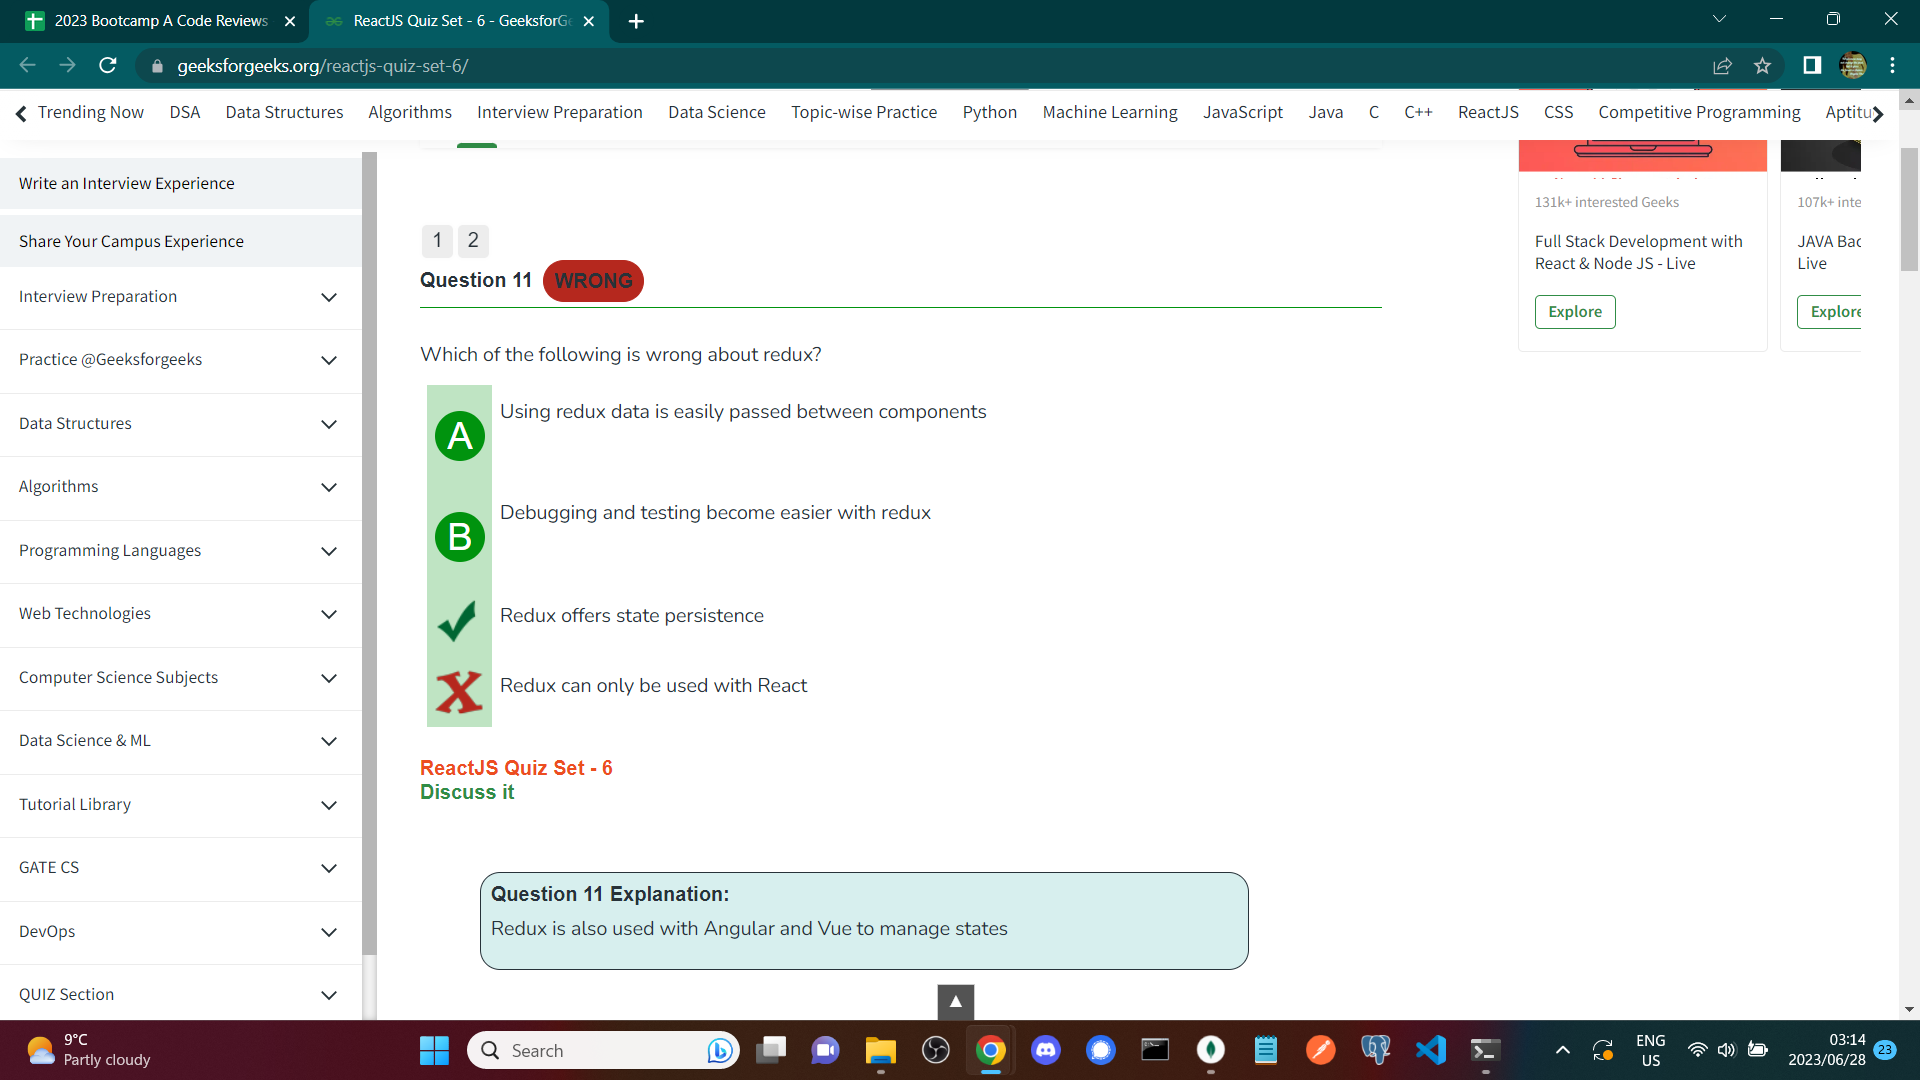 2023 Bootcamp A Code Reviews
ReactJS Quiz Set - 6 - GeeksforGe
geeksforgeeks.org/reactjs-quiz-set-6/
Trending Now DSA Data Structures Algorithms Interview Preparation Data Science Topic-wise Practice Python Machine Learning JavaScript Java C C++ ReactJS CSS Competitive Programming Aptitu
Write an Interview Experience
Share Your Campus Experience
Interview Preparation
Practice @Geeksforgeeks
Data Structures
Algorithms
Programming Languages
Web Technologies
Computer Science Subjects
Data Science & ML
Tutorial Library
GATE CS
DevOps
QUIZ Section
1 2
Question 11 WRONG
Which of the following is wrong about redux?
A Using redux data is easily passed between components
B Debugging and testing become easier with redux
Redux offers state persistence
Redux can only be used with React
ReactJS Quiz Set - 6
Discuss it
Question 11 Explanation:
Redux is also used with Angular and Vue to manage states
131k+ interested Geeks
Full Stack Development with
React & Node JS - Live
Explore
107k+ inte
JAVA Bac
Live
Explore
9°C
Partly cloudy
Search
ENG
US
03:14
2023/06/28
23